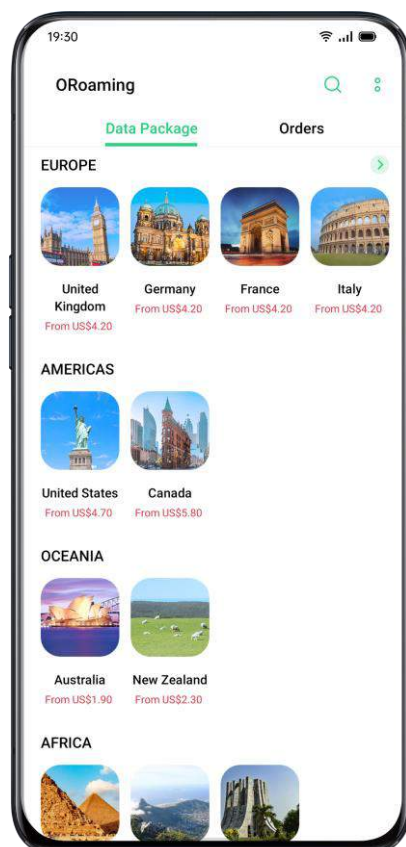 19:30
ORoaming
Data Package Orders
EUROPE
United Kingdom Germany France Italy
From US$4.20 From US$4.20 From US$4.20 From US$4.20
AMERICAS
United States Canada
From US$4.70 From US$5.80
OCEANIA
Australia New Zealand
From US$1.90 From US$2.30
AFRICA